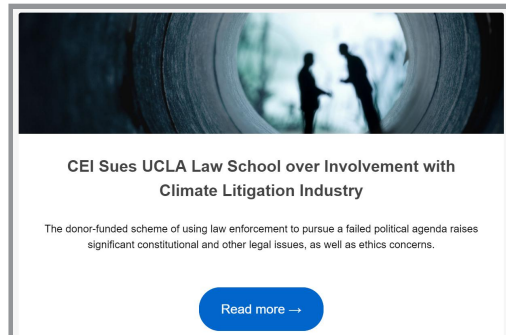 CEI Sues UCLA Law School over Involvement with
Climate Litigation Industry
The donor-funded scheme of using law enforcement to pursue a failed political agenda raises
significant constitutional and other legal issues, as well as ethics concerns.
Read more →